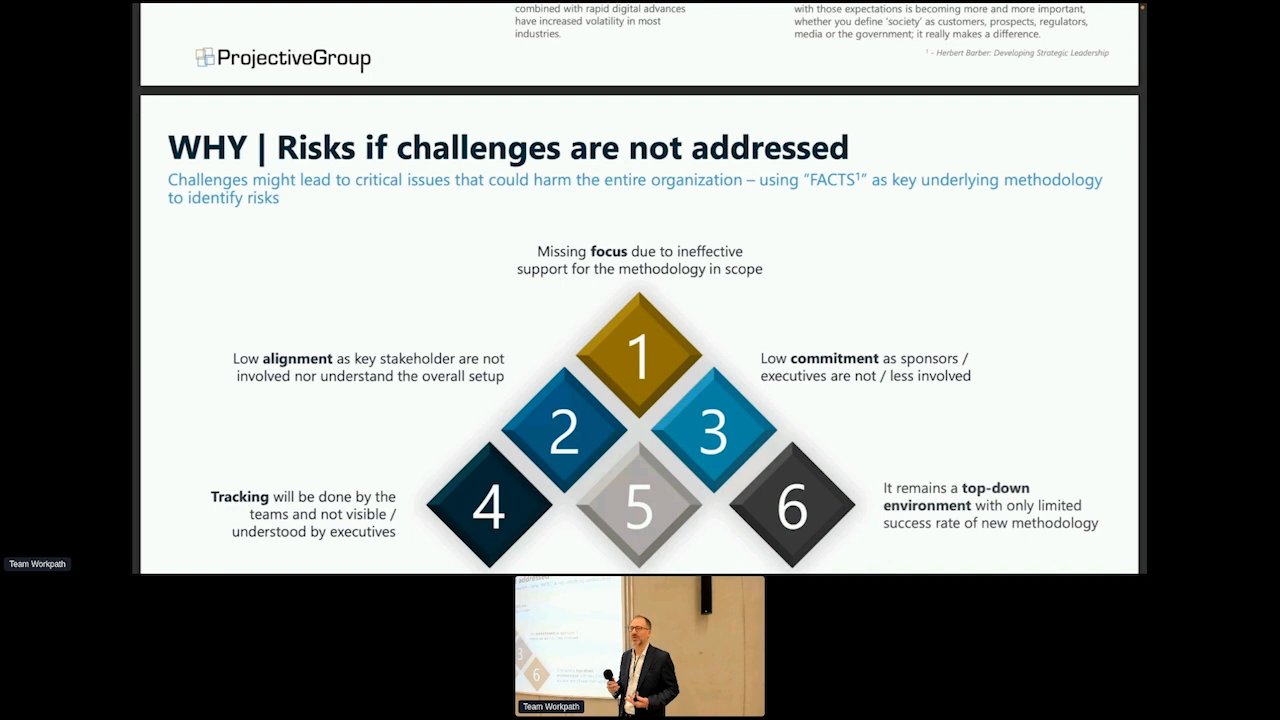 combined with rapid digital advances
have increased volatility in most
industries.
with those expectations is becoming more and more important,
whether you define ‘society’ as customers, prospects, regulators,
media or the government; it really makes a difference.
¹ - Herbert Barber: Developing Strategic Leadership
ProjectiveGroup
WHY | Risks if challenges are not addressed
Challenges might lead to critical issues that could harm the entire organization – using “FACTS¹” as key underlying methodology
to identify risks
Missing focus due to ineffective
support for the methodology in scope
1
Low alignment as key stakeholder are not
involved nor understand the overall setup
Low commitment as sponsors /
executives are not / less involved
2
3
Tracking will be done by the
teams and not visible /
understood by executives
4
5
6
It remains a top-down
environment with only limited
success rate of new methodology
Team Workpath
addressed
3
6
Team Workpath